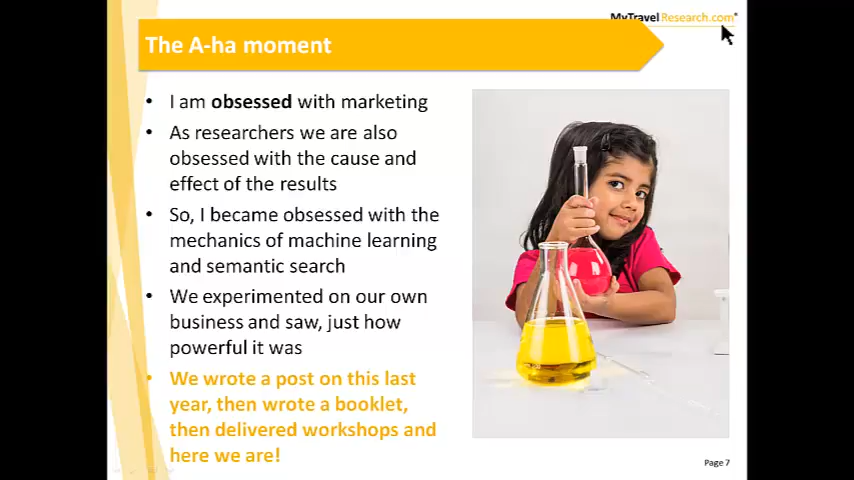 MyTravelResearch.com®
The A-ha moment
• I am obsessed with marketing
• As researchers we are also
obsessed with the cause and
effect of the results
• So, I became obsessed with the
mechanics of machine learning
and semantic search
• We experimented on our own
business and saw, just how
powerful it was
• We wrote a post on this last
year, then wrote a booklet,
then delivered workshops and
here we are!
Page 7